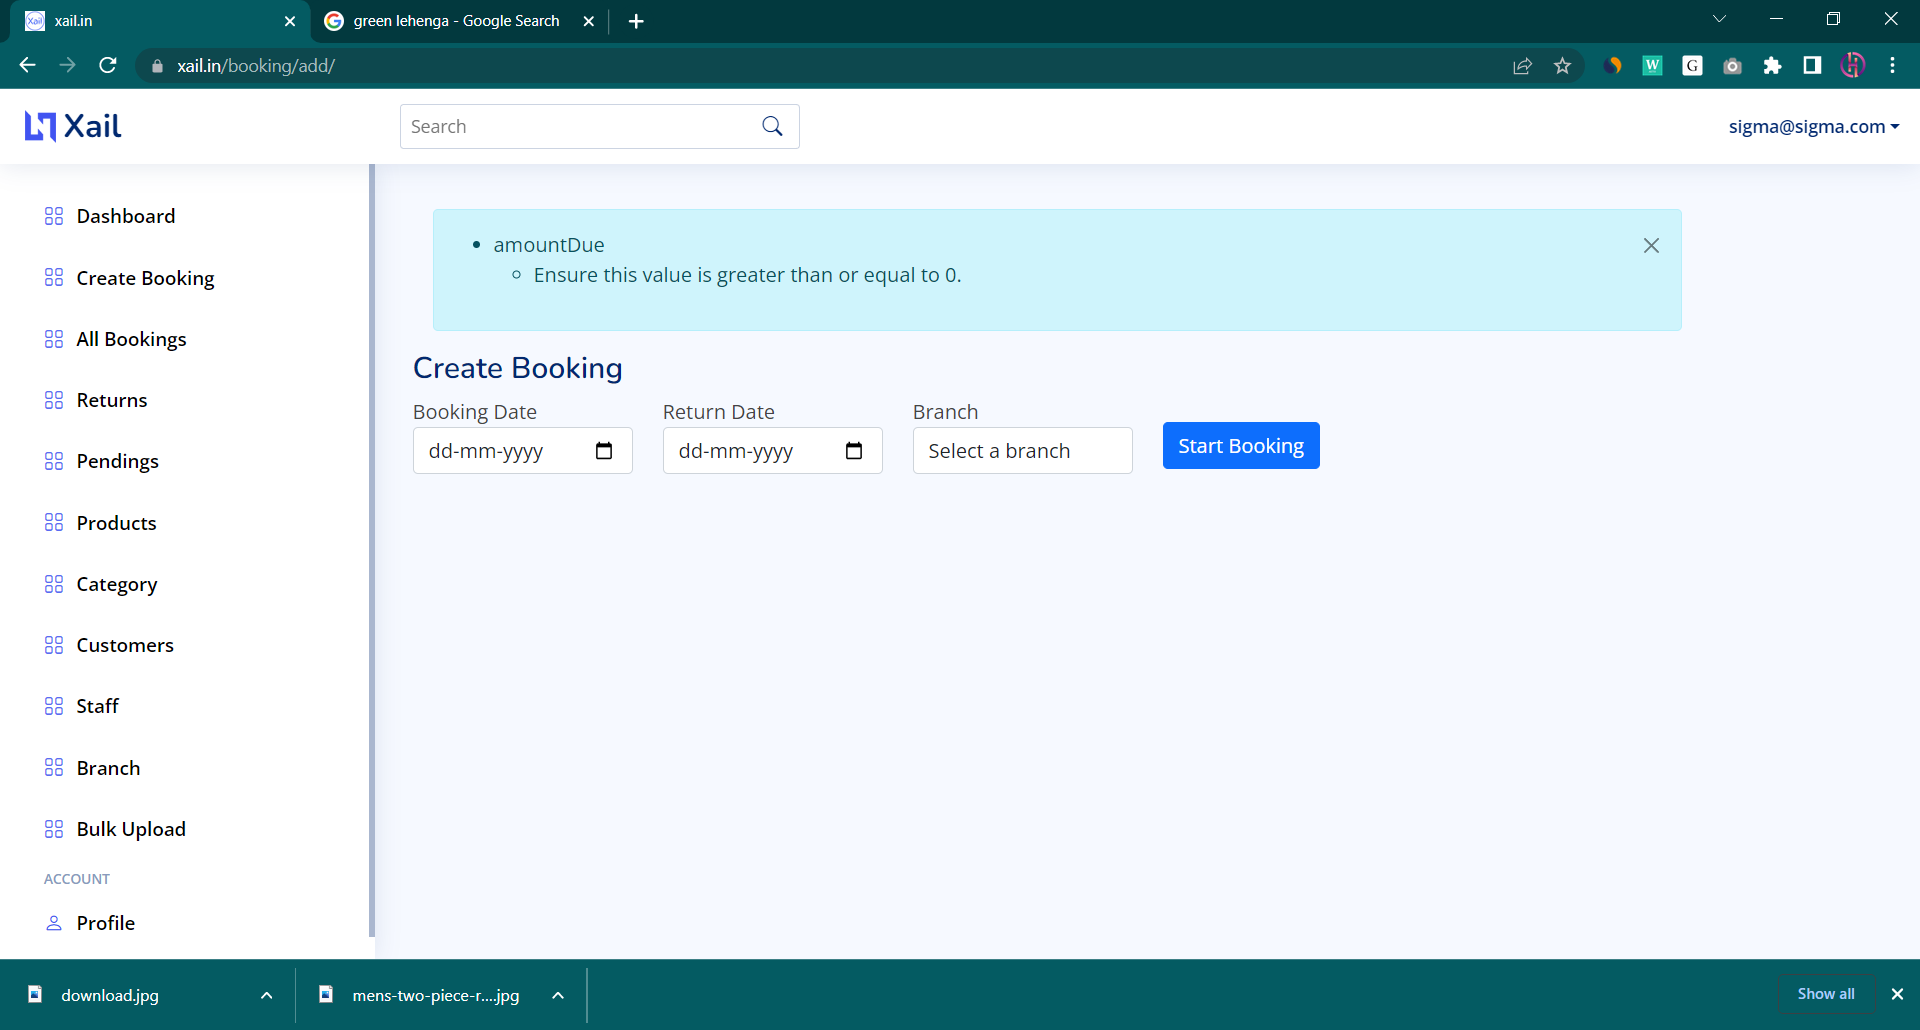 xail.in
green lehenga - Google Search
xail.in/booking/add/
W
G
Xail
Search
sigma@sigma.com
Dashboard
Create Booking
All Bookings
Returns
Pendings
Products
Category
Customers
Staff
Branch
Bulk Upload
ACCOUNT
Profile
amountDue
Ensure this value is greater than or equal to 0.
Create Booking
Booking Date
Return Date
Branch
dd-mm-yyyy
dd-mm-yyyy
Select a branch
Start Booking
download.jpg
mens-two-piece-r....jpg
Show all